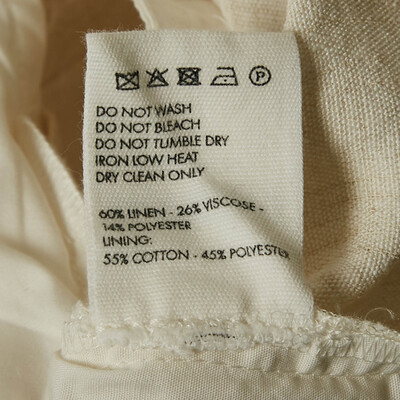 P
DO NOT WASH
DO NOT BLEACH
DO NOT TUMBLE DRY
IRON LOW HEAT
DRY CLEAN ONLY
60% LINEN - 26% VISCOSE -
14% POLYESTER
LINING:
55% COTTON - 45% POLYESTER